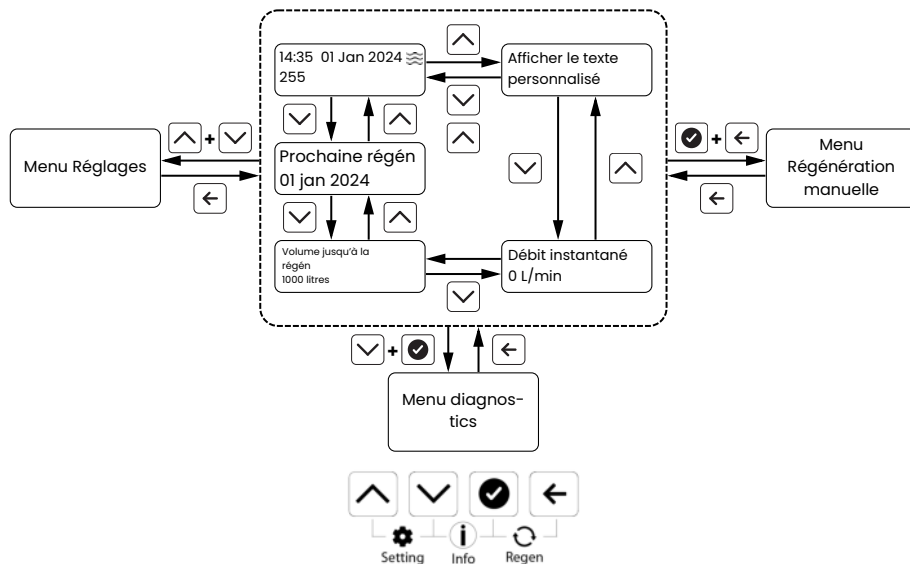 14:35 01 Jan 2024
255
Afficher le texte
personnalisé
Menu Réglages
+
Prochaine régén
01 jan 2024
+
Menu
Régénération
manuelle
Volume jusqu'à la
régén
1000 litres
Débit instantané
0 L/min
+
Menu diagnos-
tics
Setting
Info
Regen